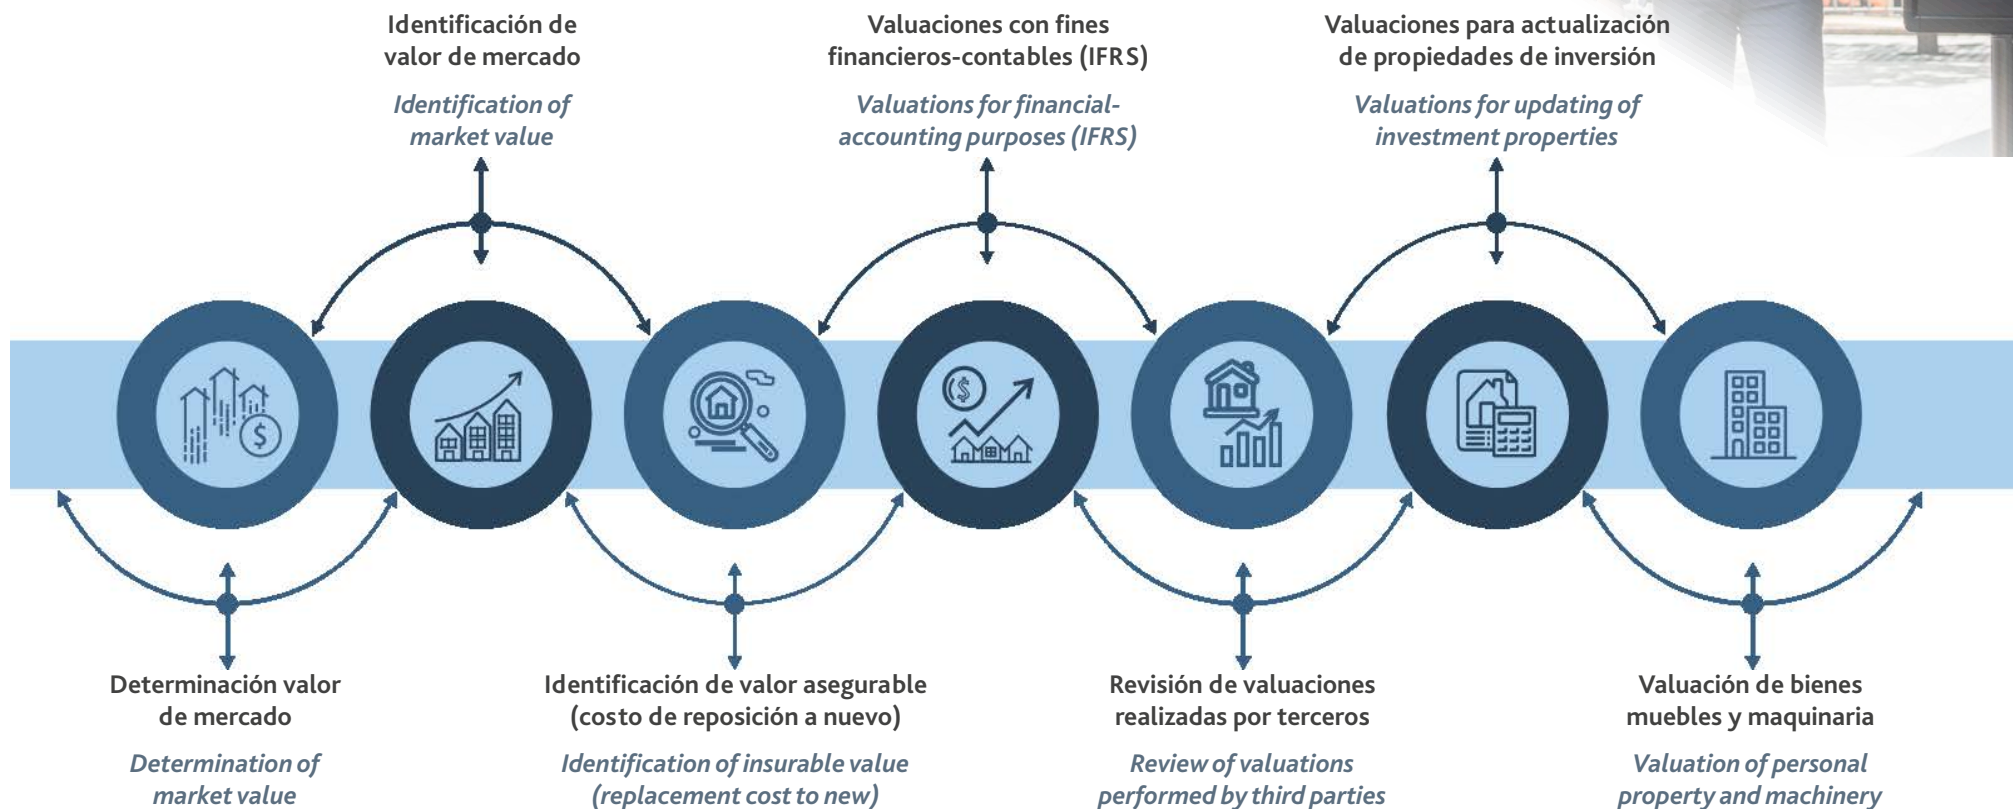 Identificación de
valor de mercado
Identification of
market value
Valuaciones con fines
financieros-contables (IFRS)
Valuations for financial-
accounting purposes (IFRS)
Valuaciones para actualización
de propiedades de inversión
Valuations for updating of
investment properties
$
$
Determinación valor
de mercado
Determination of
market value
Identificación de valor asegurable
(costo de reposición a nuevo)
Identification of insurable value
(replacement cost to new)
Revisión de valuaciones
realizadas por terceros
Review of valuations
performed by third parties
Valuación de bienes
muebles y maquinaria
Valuation of personal
property and machinery